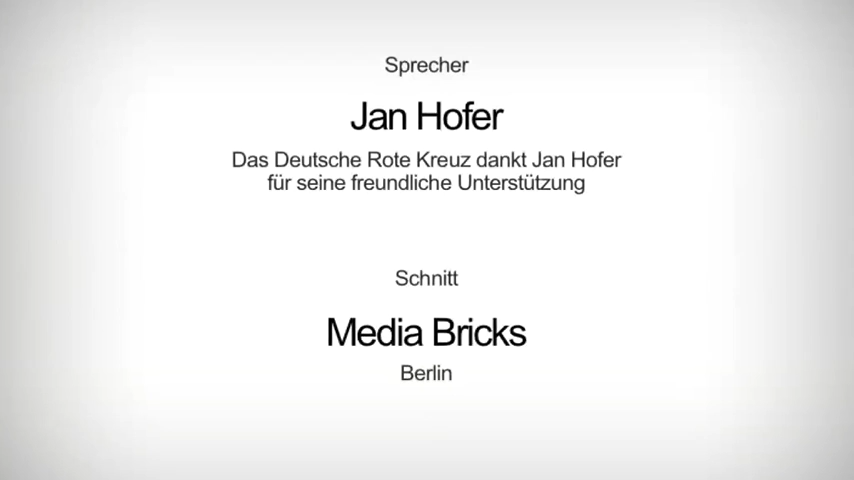 Sprecher
Jan Hofer
Das Deutsche Rote Kreuz dankt Jan Hofer
für seine freundliche Unterstützung
Schnitt
Media Bricks
Berlin